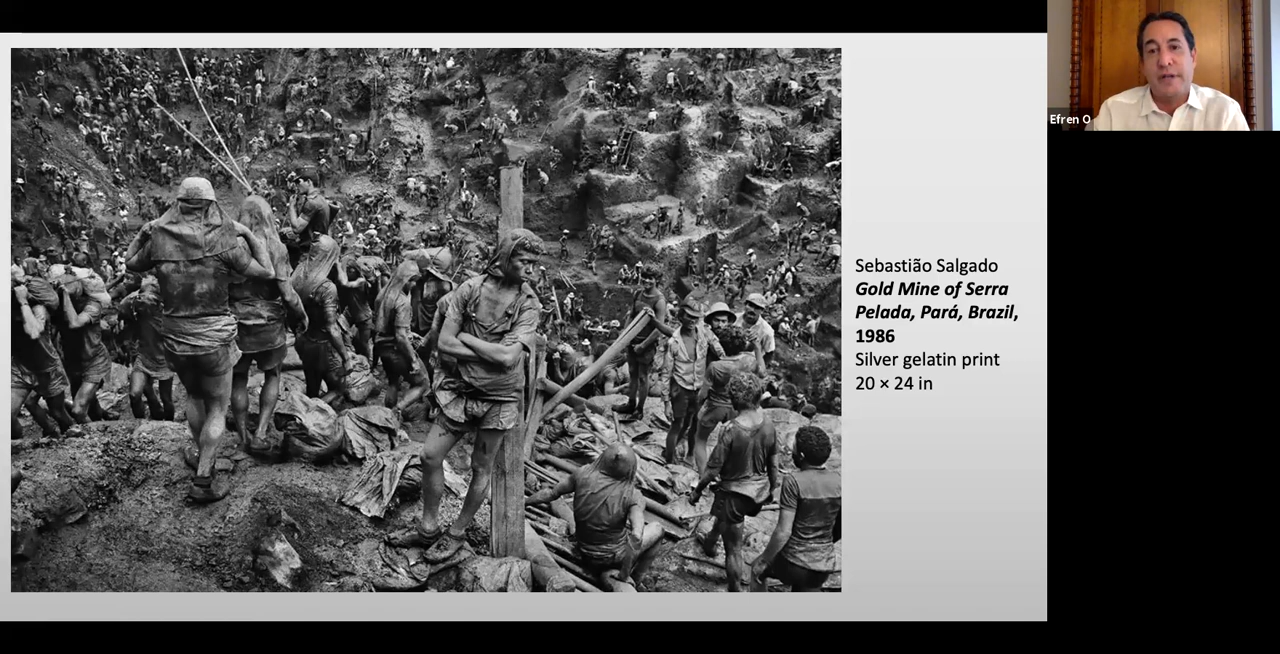 Efren O
Sebastião Salgado
Gold Mine of Serra
Pelada, Pará, Brazil,
1986
Silver gelatin print
20 × 24 in